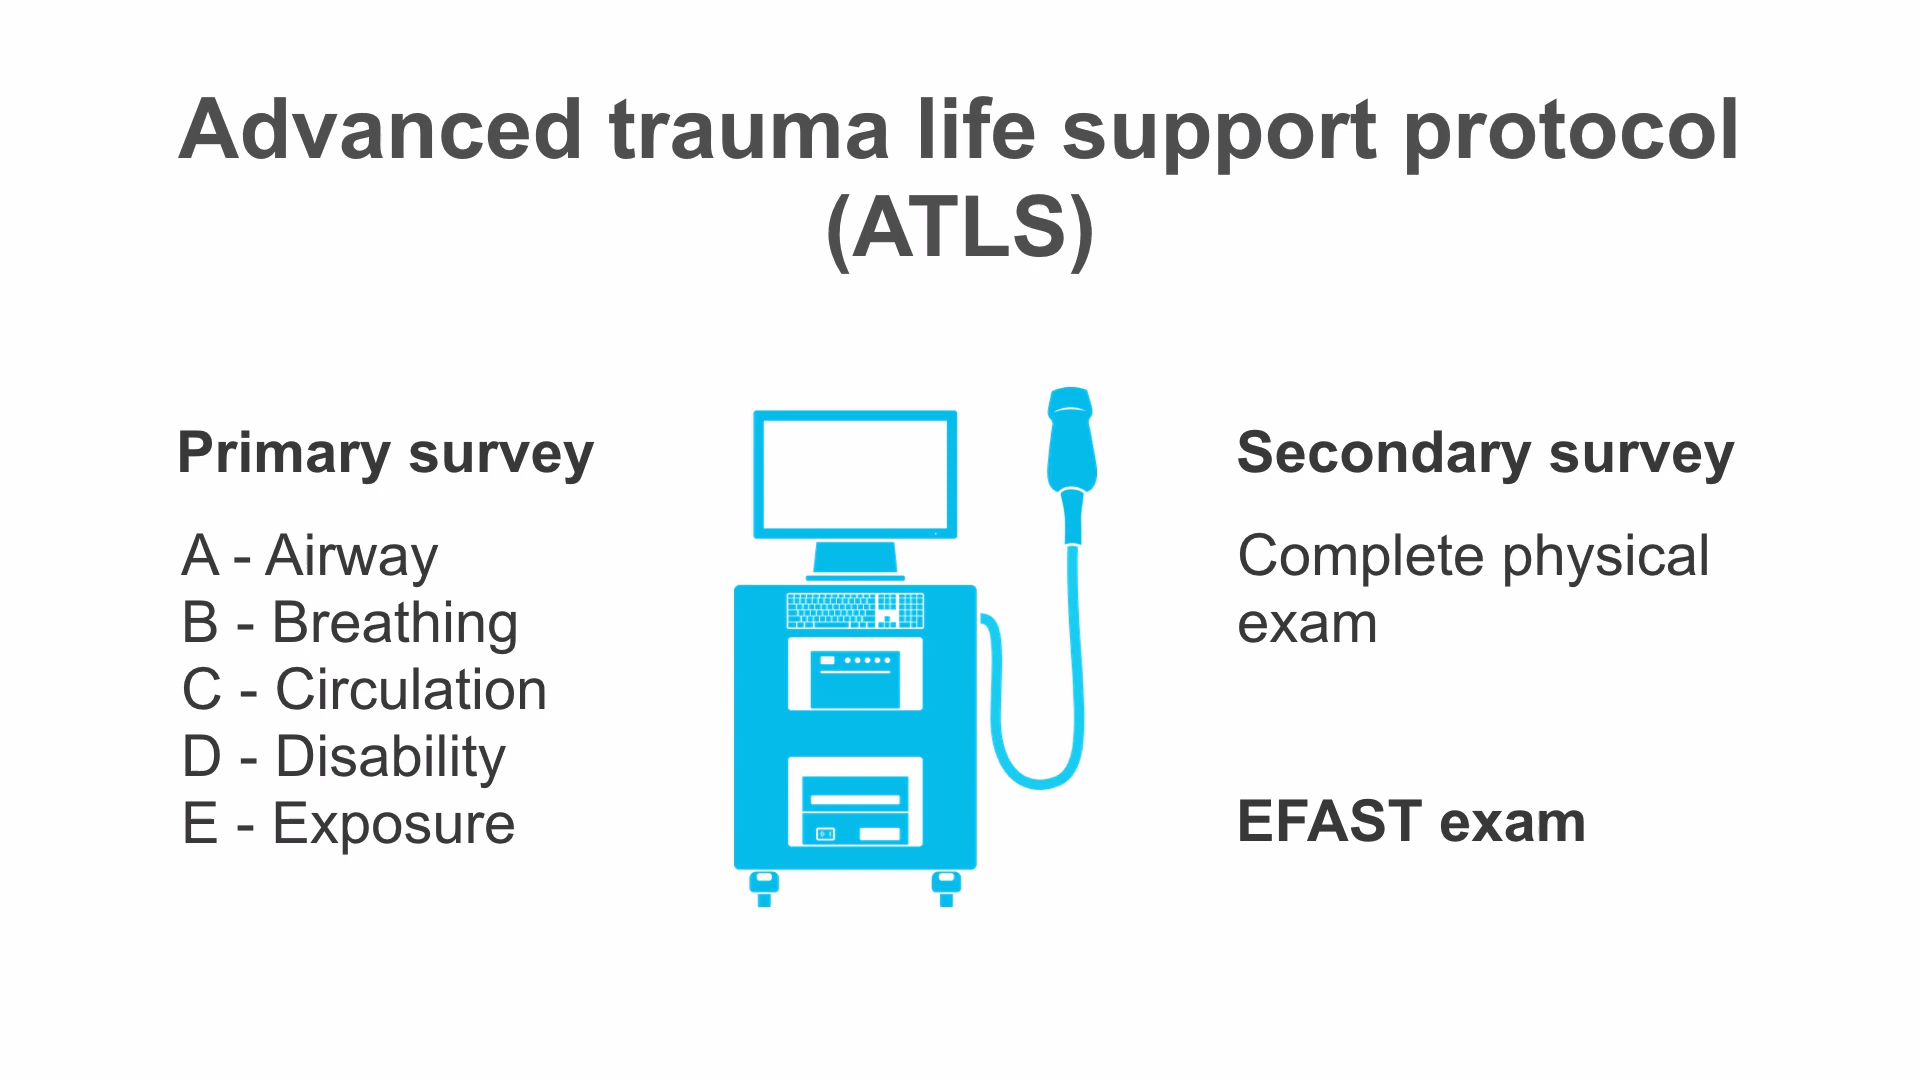 Advanced trauma life support protocol
(ATLS)
Primary survey
A - Airway
B - Breathing
C - Circulation
D - Disability
E - Exposure
Secondary survey
Complete physical
exam
EFAST exam